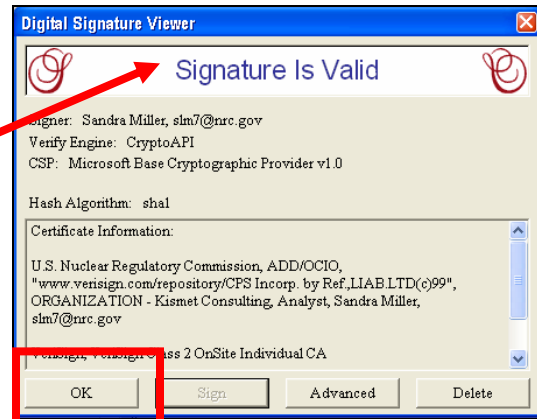 Digital Signature Viewer
Signature Is Valid
Signer: Sandra Miller, slm7@nrc.gov
Verify Engine: CryptoAPI
CSP: Microsoft Base Cryptographic Provider v1.0
Hash Algorithm: sha1
Certificate Information:
U.S. Nuclear Regulatory Commission, ADD/OCIO,
"www.verisign.com/repository/CPS Incorp. by Ref.,LIAB.LTD(c)99",
ORGANIZATION - Kismet Consulting, Analyst, Sandra Miller,
slm7@nrc.gov
VeriSign, VeriSign Class 2 OnSite Individual CA
OK
Sign
Advanced
Delete